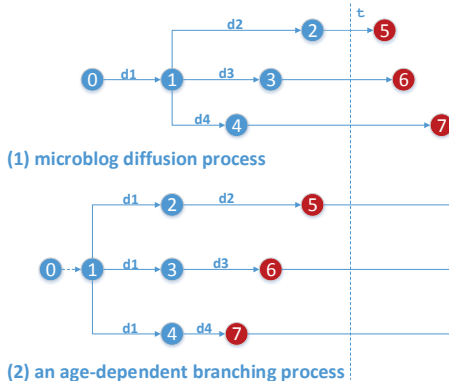 t
d2
2
5
0
d1
1
d3
3
6
d4
4
7
(1) microblog diffusion process
d1
2
d2
5
0
1
d1
3
d3
6
d1
4
d4
7
(2) an age-dependent branching process